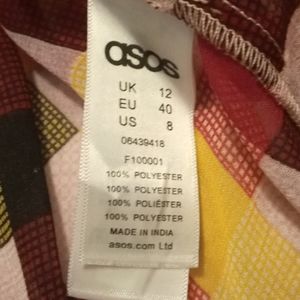 asos
UK 12
EU 40
US 8
06439418
F100001
100% POLYESTER
100% POLYESTER
100% POLIÉSTER
100% POLYESTER
MADE IN INDIA
asos.com Ltd